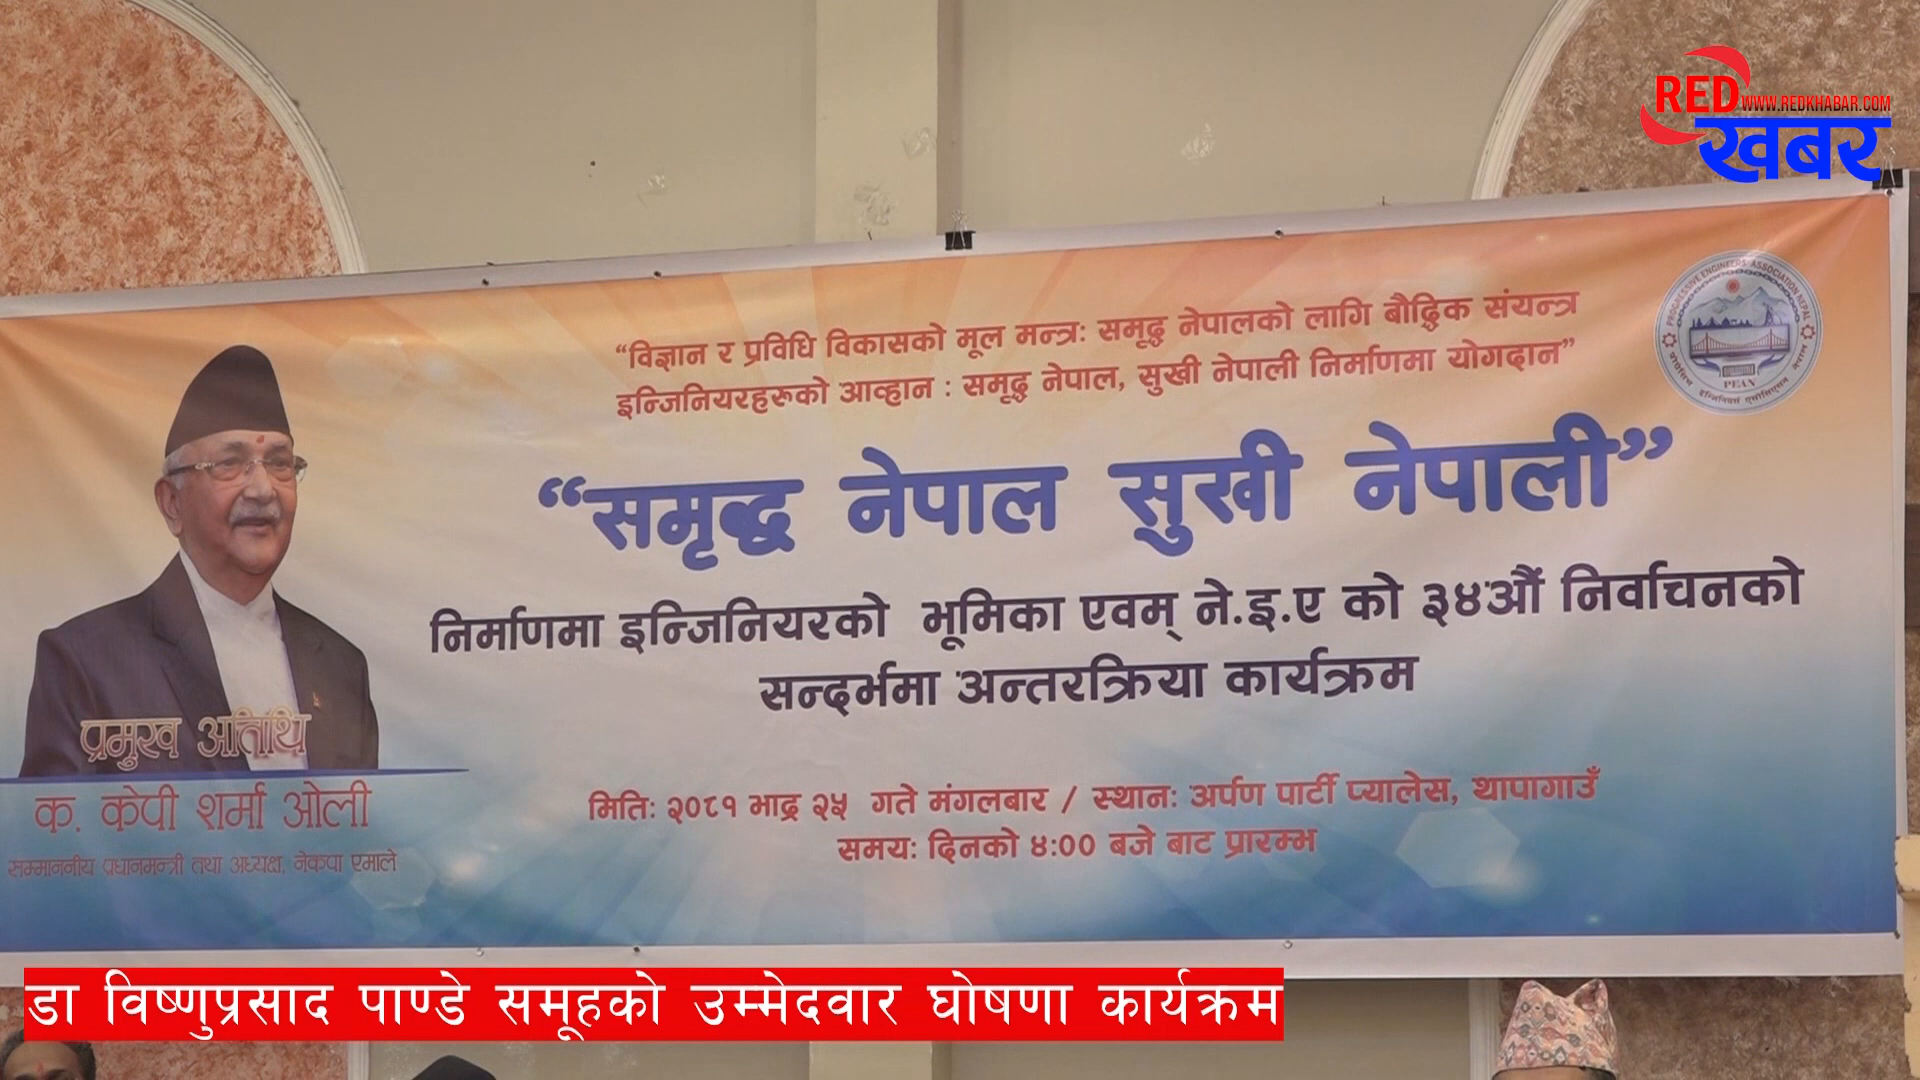 RED
WWW.REDKHABAR.COM
खबर
“विज्ञान र प्रविधि विकासको मूल मन्त्र: समृद्ध नेपालको लागि बौद्धिक संयन्त्र
इन्जिनियरहरूको आव्हान : समृद्ध नेपाल, सुखी नेपाली निर्माणमा योगदान”
PROGRESSIVE ENGINEERS' ASSOCIATION NEPAL
PEAN
“समृद्ध नेपाल सुखी नेपाली”
निर्माणमा इन्जिनियरको भूमिका एवम् ने.इ.ए को ३४औं निर्वाचनको
सन्दर्भमा अन्तरक्रिया कार्यक्रम
प्रमुख अतिथि
क. केपी शर्मा ओली
सम्माननीय प्रधानमन्त्री तथा अध्यक्ष, नेकपा एमाले
मिति: २०८१ भाद्र २५ गते मंगलबार / स्थान: अर्पण पार्टी प्यालेस, थापागाउँ
समय: दिनको ४:०० बजे बाट प्रारम्भ
डा विष्णुप्रसाद पाण्डे समूहको उम्मेदवार घोषणा कार्यक्रम